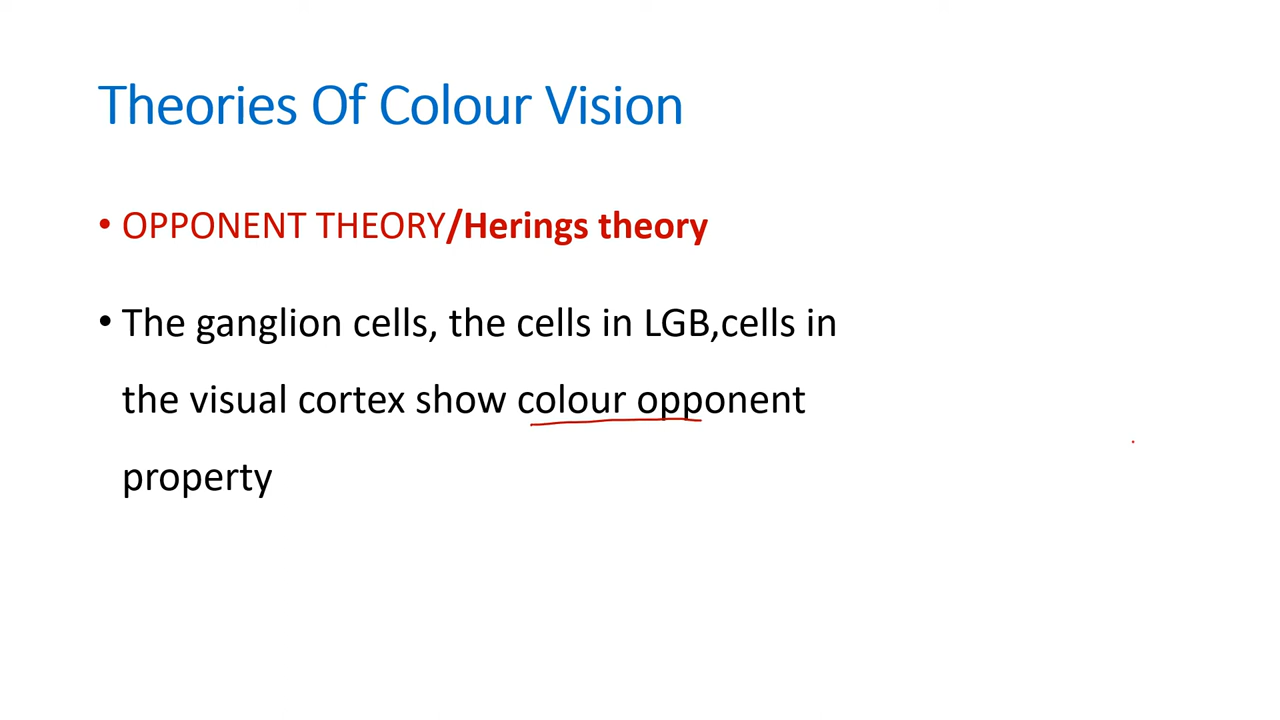 Theories Of Colour Vision
• OPPONENT THEORY/Herings theory
• The ganglion cells, the cells in LGB,cells in
the visual cortex show colour opponent
property